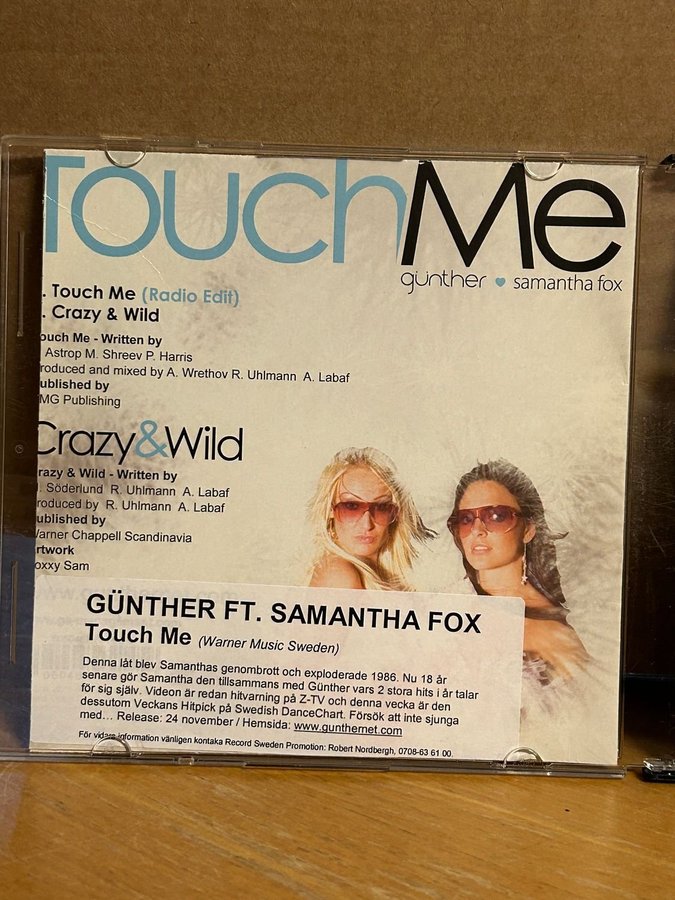 TouchMe
günther samantha fox
. Touch Me (Radio Edit)
. Crazy & Wild
ouch Me - Written by
Astrop M. Shreev P. Harris
roduced and mixed by A. Wrethov R. Uhlmann A. Labaf
ublished by
MG Publishing
Crazy&Wild
razy & Wild - Written by
. Söderlund R. Uhlmann A. Labaf
roduced by R. Uhlmann A. Labaf
ublished by
Warner Chappell Scandinavia
rtwork
oxxy Sam
GÜNTHER FT. SAMANTHA FOX
Touch Me (Warner Music Sweden)
Denna låt blev Samanthas genombrott och exploderade 1986. Nu 18 år
senare gör Samantha den tillsammans med Günther vars 2 stora hits i år talar
för sig själv. Videon är redan hitvarning på Z-TV och denna vecka är den
dessutom Veckans Hitpick på Swedish DanceChart. Försök att inte sjunga
med... Release: 24 november / Hemsida: www.gunthernet.com
För vidare information vänligen kontaka Record Sweden Promotion: Robert Nordbergh, 0708-63 61 00.